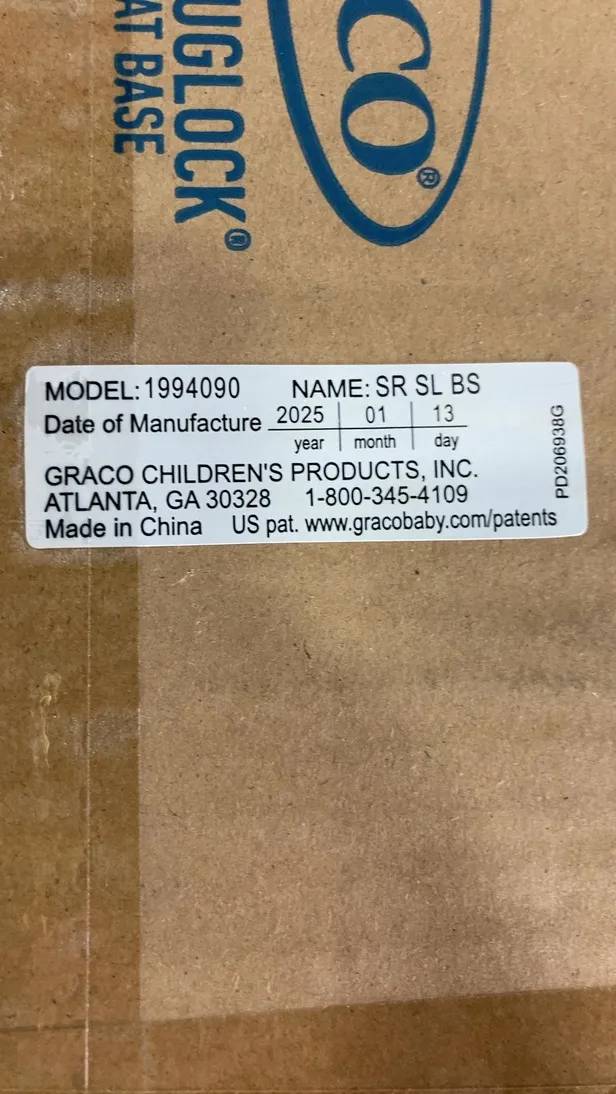 CO®
UGLOCK®
AT BASE
MODEL: 1994090 NAME: SR SL BS
Date of Manufacture 2025 01 13
year month day
GRACO CHILDREN'S PRODUCTS, INC.
ATLANTA, GA 30328 1-800-345-4109
Made in China US pat. www.gracobaby.com/patents
PD206938G